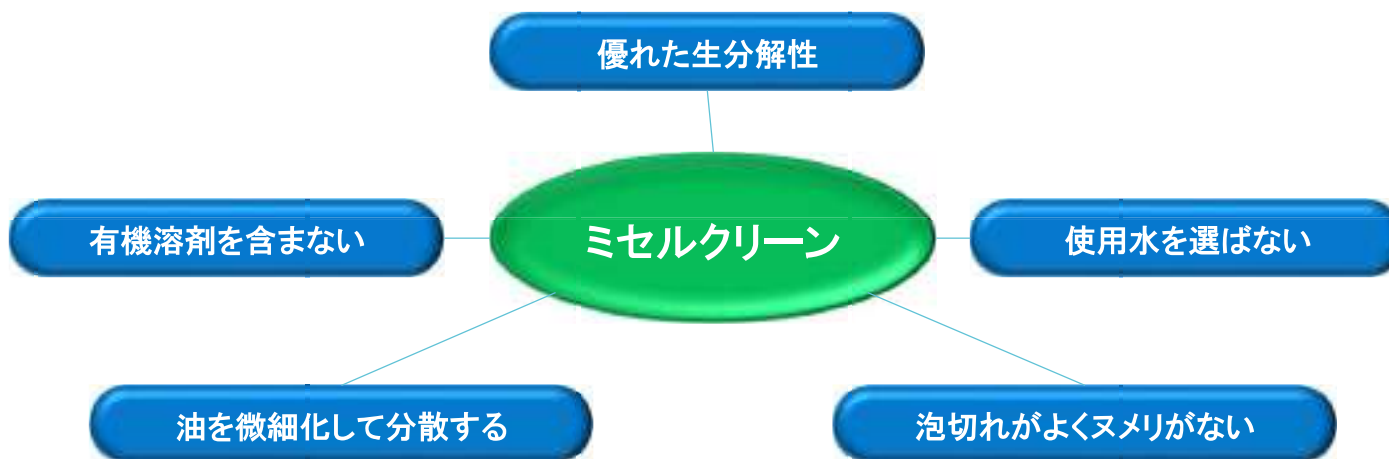 優れた生分解性
有機溶剤を含まない
ミセルクリーン
使用水を選ばない
油を微細化して分散する
泡切れがよくヌメリがない